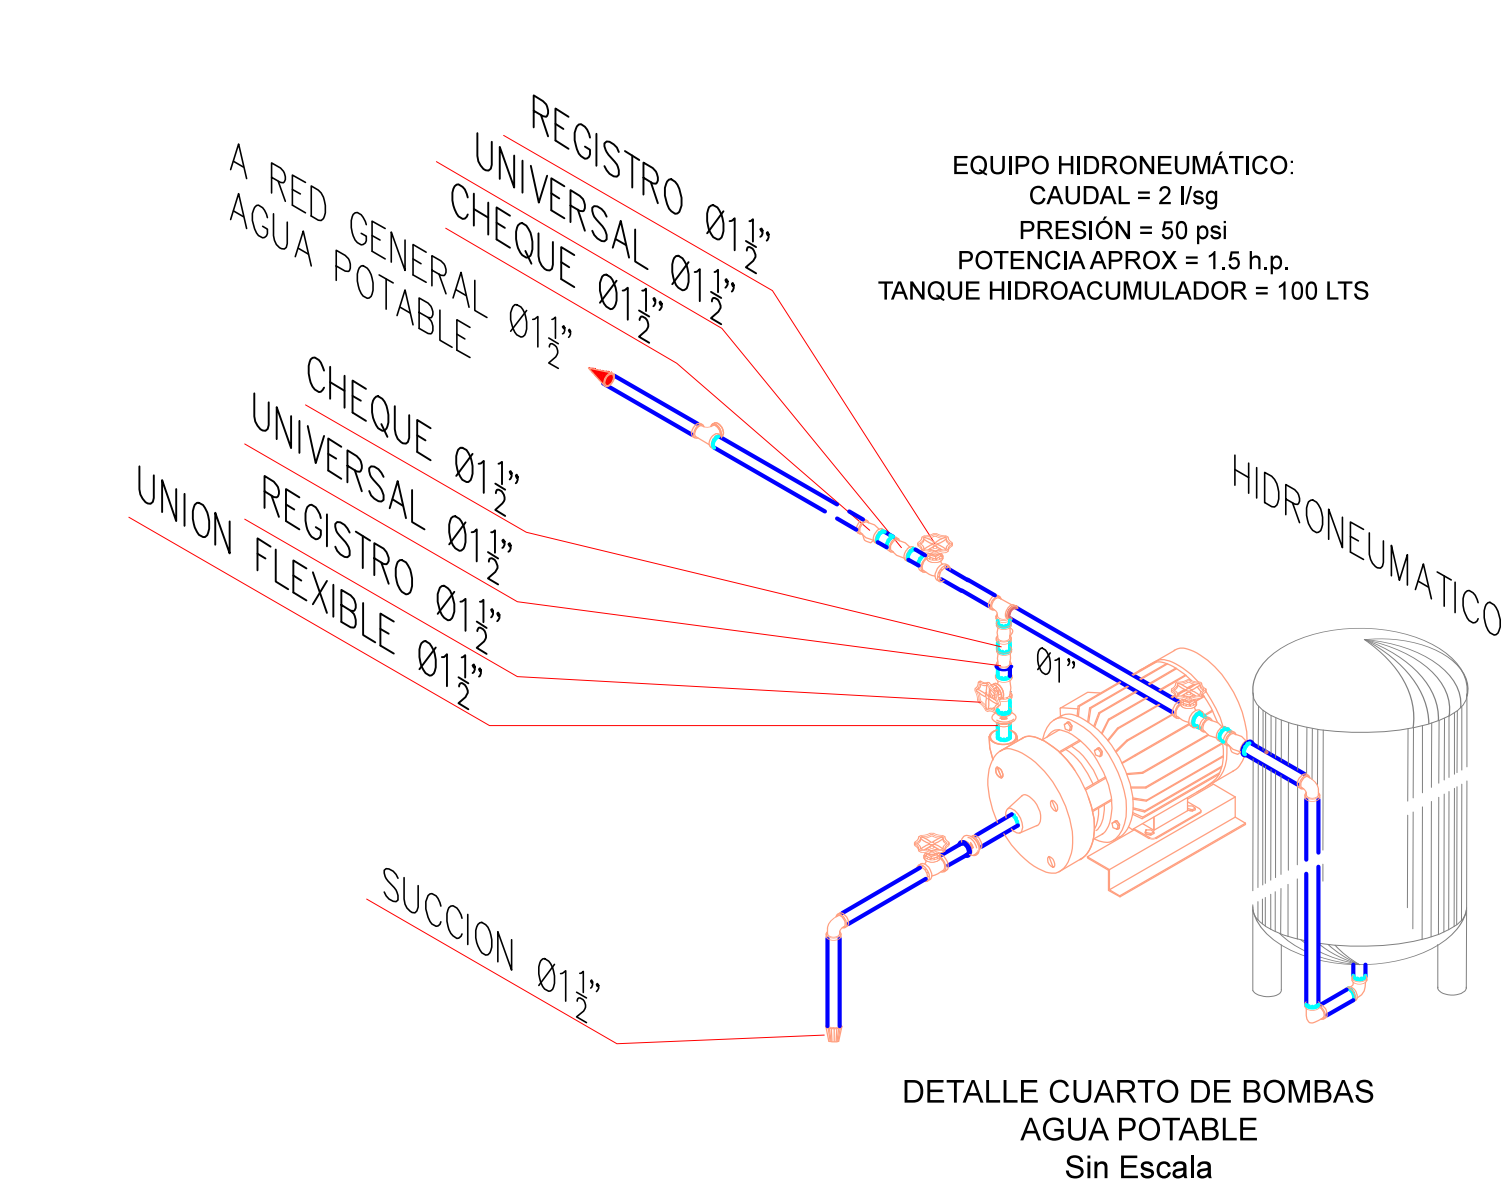 REGISTRO Ø1½"
UNIVERSAL Ø1½"
CHEQUE Ø1½"
A RED GENERAL Ø1½"
AGUA POTABLE
EQUIPO HIDRONEUMÁTICO:
CAUDAL = 2 l/sg
PRESIÓN = 50 psi
POTENCIA APROX = 1.5 h.p.
TANQUE HIDROACUMULADOR = 100 LTS
CHEQUE Ø1½"
UNIVERSAL Ø1½"
REGISTRO Ø1½"
UNION FLEXIBLE Ø1½"
HIDRONEUMATICO
Ø1"
SUCCION Ø1½"
DETALLE CUARTO DE BOMBAS
AGUA POTABLE
Sin Escala